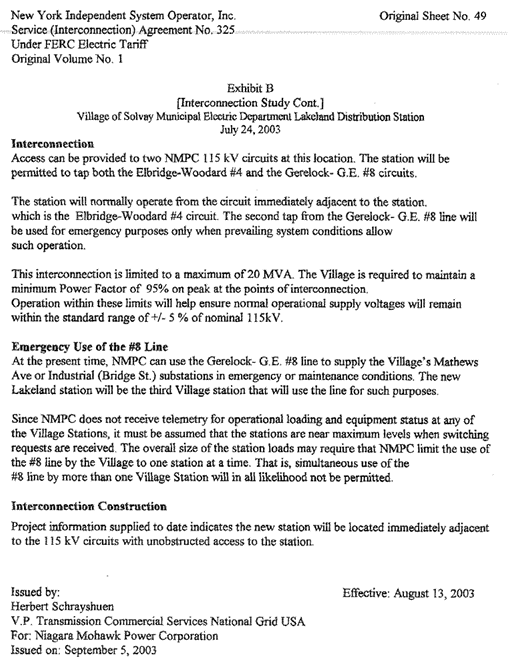 New York Independent System Operator, Inc. Original Sheet No. 49
Service (Interconnection) Agreement No. 325
Under FERC Electric Tariff
Original Volume No. 1
Exhibit B
[Interconnection Study Cont.]
Village of Solvay Municipal Electric Department Lakeland Distribution Station
July 24, 2003
Interconnection
Access can be provided to two NMPC 115 kV circuits at this location. The station will be
permitted to tap both the Elbridge-Woodard #4 and the Gerelock- G.E. #8 circuits.
The station will normally operate from the circuit immediately adjacent to the station.
which is the Elbridge-Woodard #4 circuit. The second tap from the Gerelock- G.E. #8 line will
be used for emergency purposes only when prevailing system conditions allow
such operation.
This interconnection is limited to a maximum of 20 MVA. The Village is required to maintain a
minimum Power Factor of 95% on peak at the points of interconnection.
Operation within these limits will help ensure normal operational supply voltages will remain
within the standard range of +/- 5 % of nominal 115kV.
Emergency Use of the #8 Line
At the present time, NMPC can use the Gerelock- G.E. #8 line to supply the Village's Mathews
Ave or Industrial (Bridge St.) substations in emergency or maintenance conditions. The new
Lakeland station will be the third Village station that will use the line for such purposes.
Since NMPC does not receive telemetry for operational loading and equipment status at any of
the Village Stations, it must be assumed that the stations are near maximum levels when switching
requests are received. The overall size of the station loads may require that NMPC limit the use of
the #8 line by the Village to one station at a time. That is, simultaneous use of the
#8 line by more than one Village Station will in all likelihood not be permitted.
Interconnection Construction
Project information supplied to date indicates the new station will be located immediately adjacent
to the 115 kV circuits with unobstructed access to the station.
Issued by: Effective: August 13, 2003
Herbert Schrayshuen
V.P. Transmission Commercial Services National Grid USA
For: Niagara Mohawk Power Corporation
Issued on: September 5, 2003